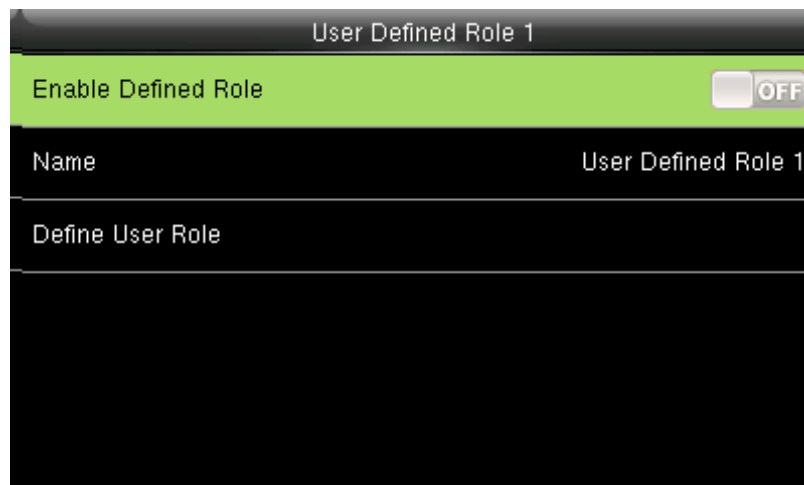 User Defined Role 1
Enable Defined Role OFF
Name User Defined Role 1
Define User Role